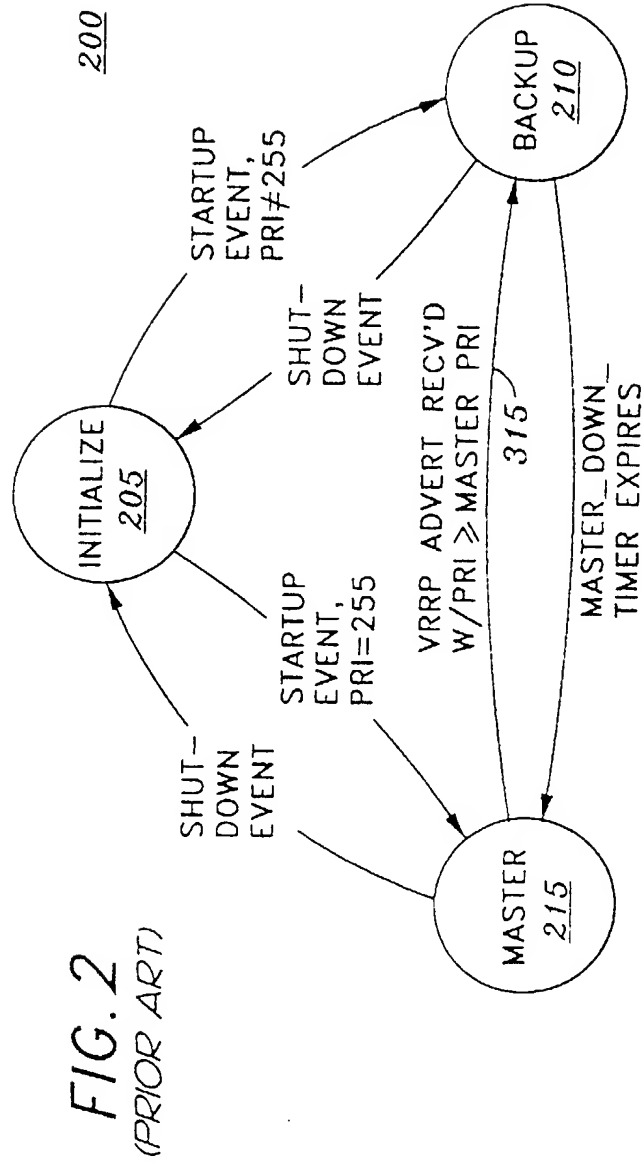 FIG. 2
(PRIOR ART)
200
INITIALIZE
205
STARTUP
EVENT,
PRI≠255
SHUT-
DOWN
EVENT
SHUT-
DOWN
EVENT
STARTUP
EVENT,
PRI=255
BACKUP
210
MASTER
215
VRRP ADVERT RECV'D
W/PRI ⩾ MASTER PRI
315
MASTER_DOWN_
TIMER EXPIRES